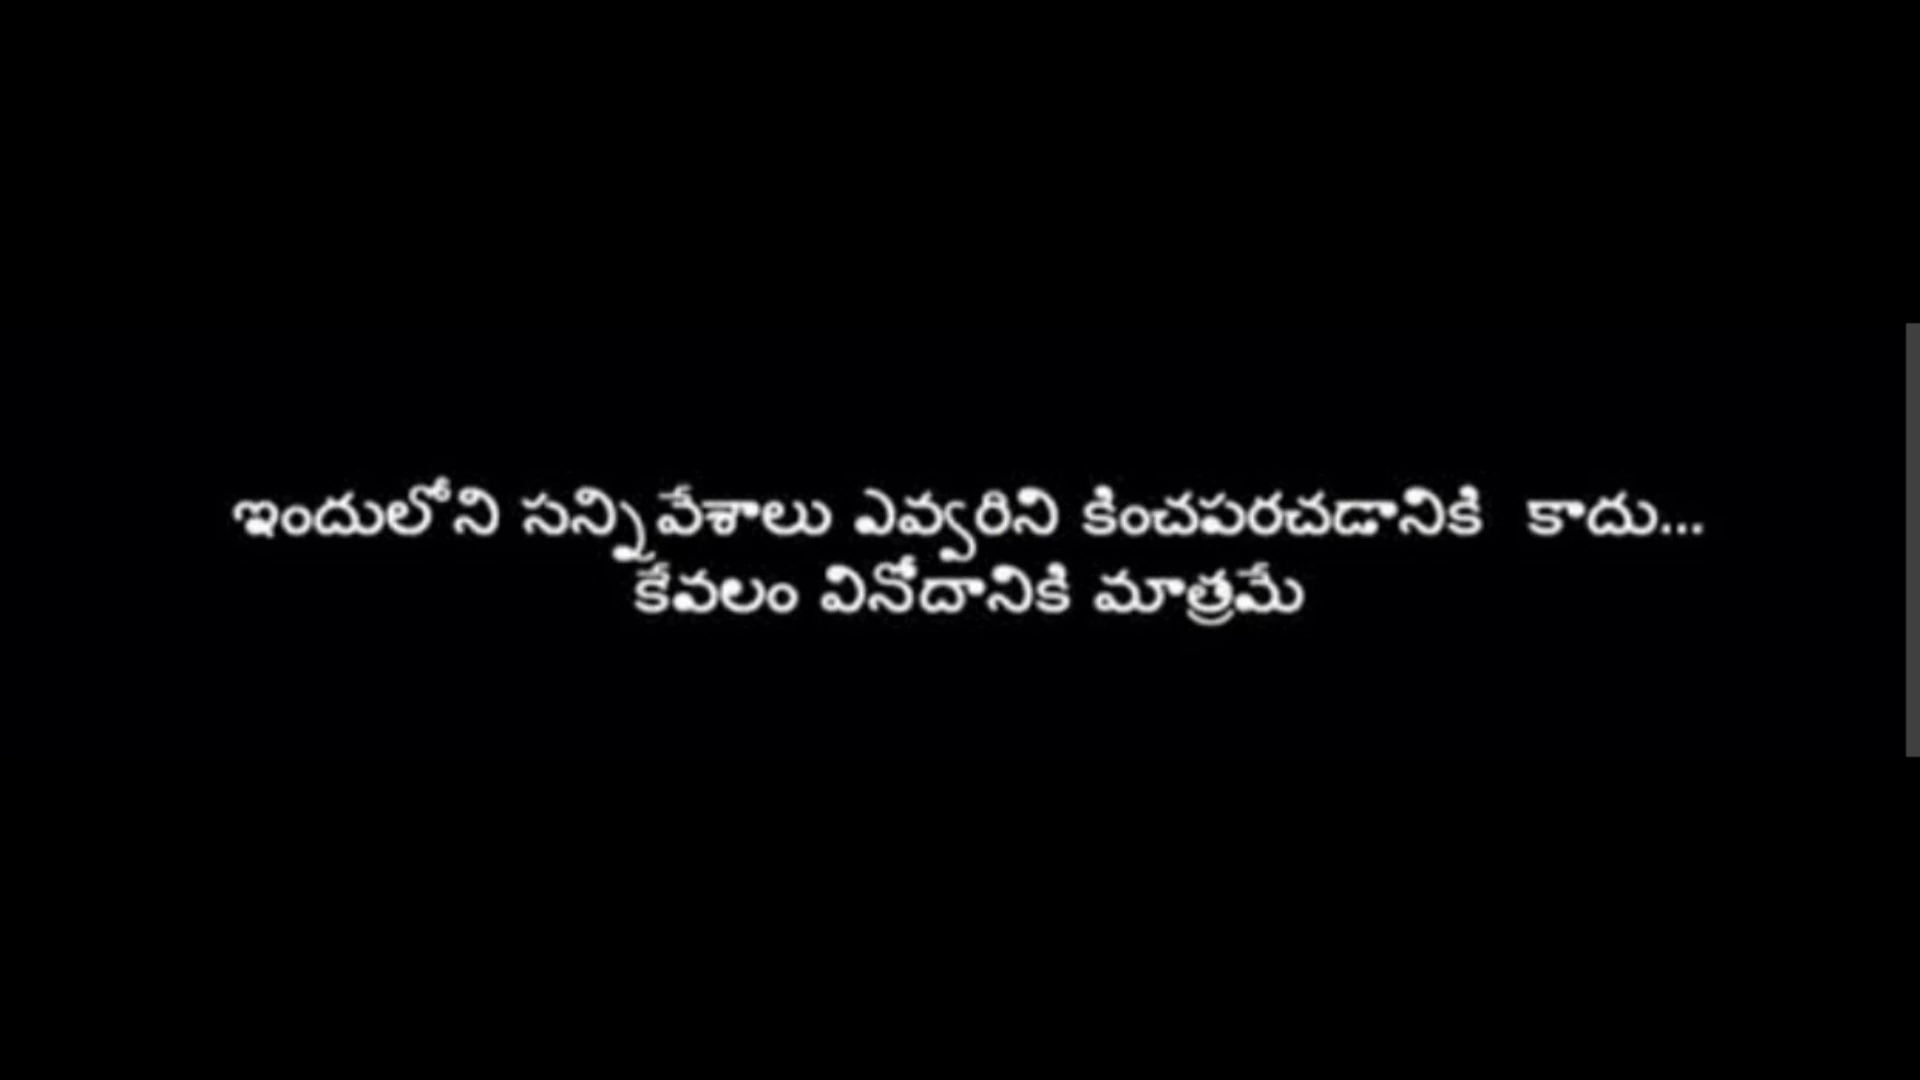 ఇందులోని సన్నివేశాలు ఎవ్వరిని కించపరచడానికి  కాదు...
కేవలం వినోదానికి మాత్రమే